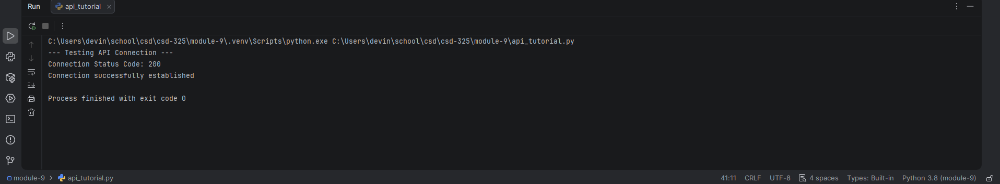 Run api_tutorial
C:\Users\devin\school\csd\csd-325\module-9\.venv\Scripts\python.exe C:\Users\devin\school\csd\csd-325\module-9\api_tutorial.py
--- Testing API Connection ---
Connection Status Code: 200
Connection successfully established
Process finished with exit code 0
module-9 > api_tutorial.py 41:11 CRLF UTF-8 4 spaces Types: Built-in Python 3.8 (module-9)